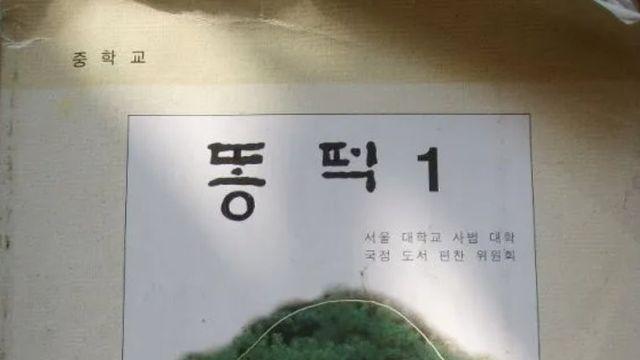 중학교
똥 떡 1
서울 대학교 사범 대학
국정 도서 편찬 위원회